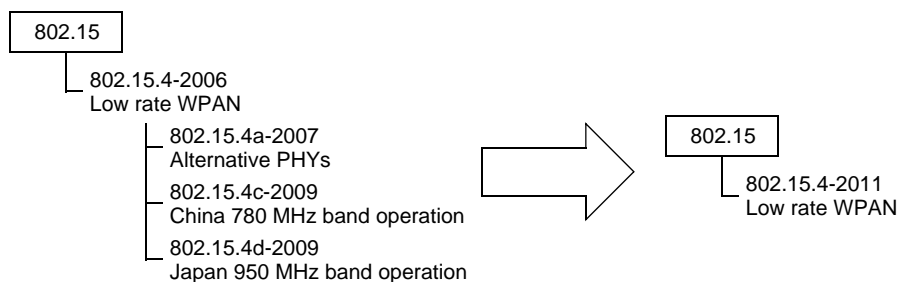 802.15
802.15.4-2006
Low rate WPAN
802.15.4a-2007
Alternative PHYs
802.15.4c-2009
China 780 MHz band operation
802.15.4d-2009
Japan 950 MHz band operation
802.15
802.15.4-2011
Low rate WPAN